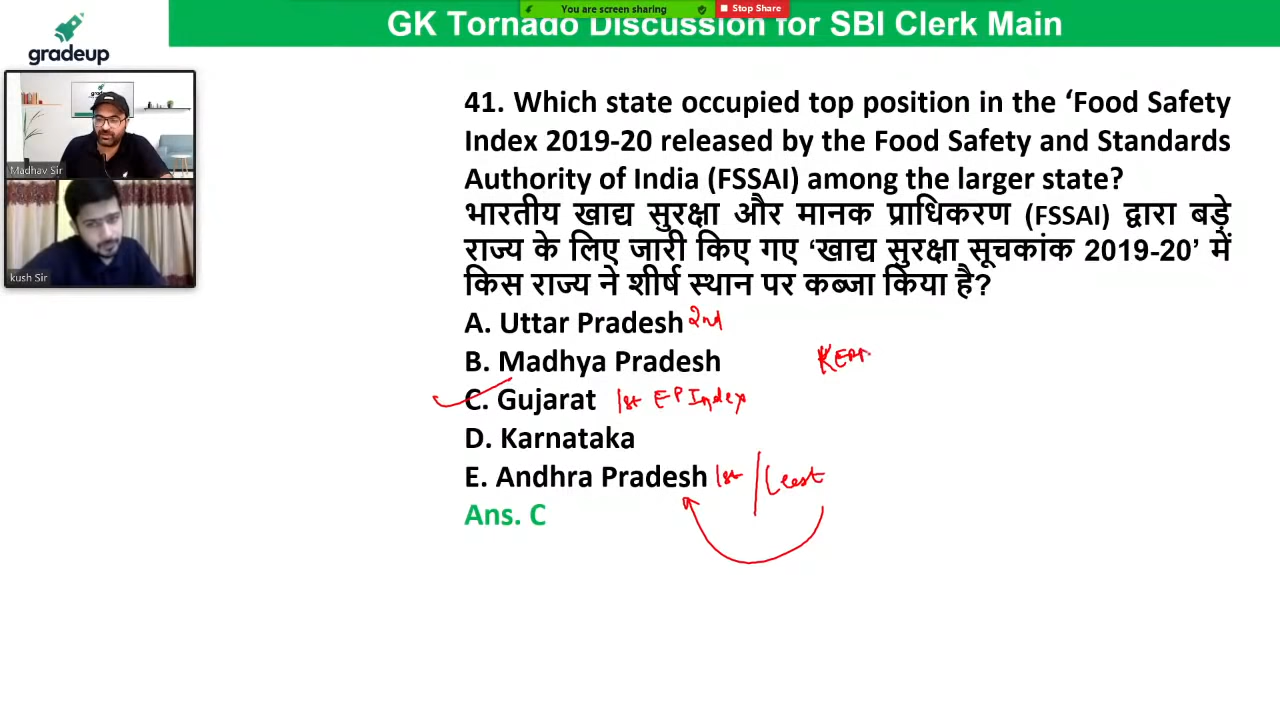 GK Tornado Discussion for SBI Clerk Main
You are screen sharing
Stop Share
gradeup
gradeup
Madhav Sir
kush Sir
41. Which state occupied top position in the ‘Food Safety
Index 2019-20 released by the Food Safety and Standards
Authority of India (FSSAI) among the larger state?
भारतीय खाद्य सुरक्षा और मानक प्राधिकरण (FSSAI) द्वारा बड़े
राज्य के लिए जारी किए गए ‘खाद्य सुरक्षा सूचकांक 2019-20’ में
किस राज्य ने शीर्ष स्थान पर कब्जा किया है?
A. Uttar Pradesh 2nd
B. Madhya Pradesh
C. Gujarat 1st EP Index
D. Karnataka
E. Andhra Pradesh 1st / Least
Ans. C